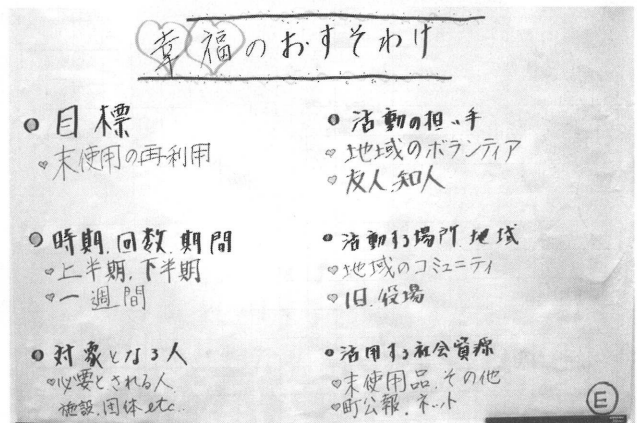 幸福のおすそわけ
目標
末使用の再利用
時期、回数、期間
上半期、下半期
一週間
対象となる人
必要とされる人
施設、団体etc..
活動の担い手
地域のボランティア
友人、知人
活動する場所、地域
地域のコミュニティ
旧、役場
活用する社会資源
末使用品、その他
町公報、ネット
E